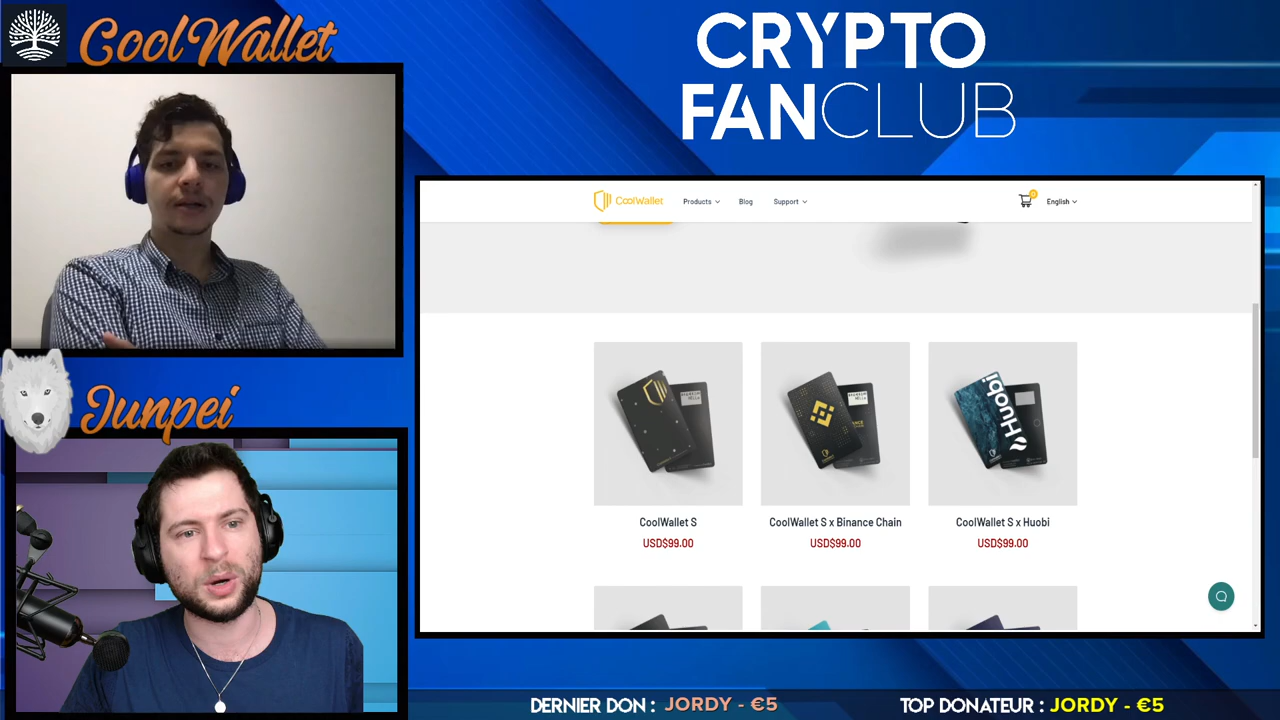 CoolWallet
CRYPTO
FANCLUB
CoolWallet
Products
Blog
Support
0
English
Huobi
CoolWallet S
CoolWallet S x Binance Chain
CoolWallet S x Huobi
USD$99.00
USD$99.00
USD$99.00
Junpei
DERNIER DON : JORDY - €5
TOP DONATEUR : JORDY - €5